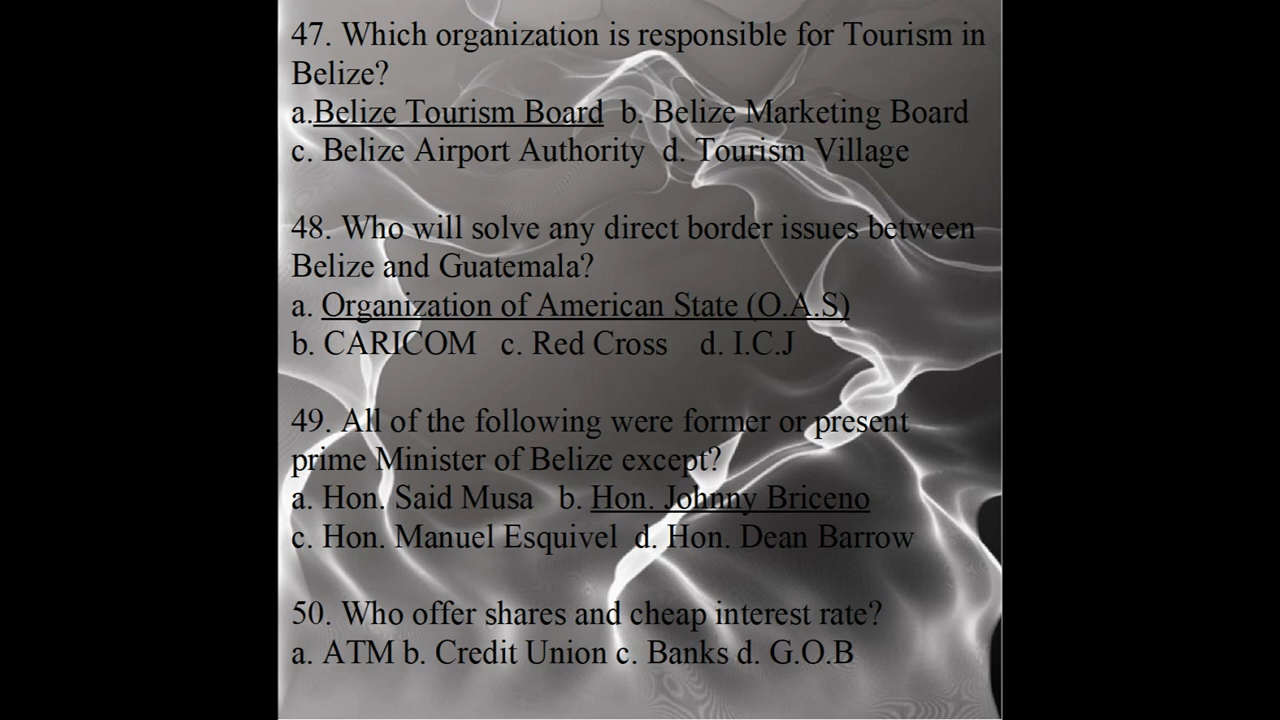 47. Which organization is responsible for Tourism in
Belize?
a.Belize Tourism Board  b. Belize Marketing Board
c. Belize Airport Authority  d. Tourism Village
48. Who will solve any direct border issues between
Belize and Guatemala?
a. Organization of American State (O.A.S)
b. CARICOM   c. Red Cross    d. I.C.J
49. All of the following were former or present
prime Minister of Belize except?
a. Hon. Said Musa   b. Hon. Johnny Briceno
c. Hon. Manuel Esquivel  d. Hon. Dean Barrow
50. Who offer shares and cheap interest rate?
a. ATM b. Credit Union c. Banks d. G.O.B